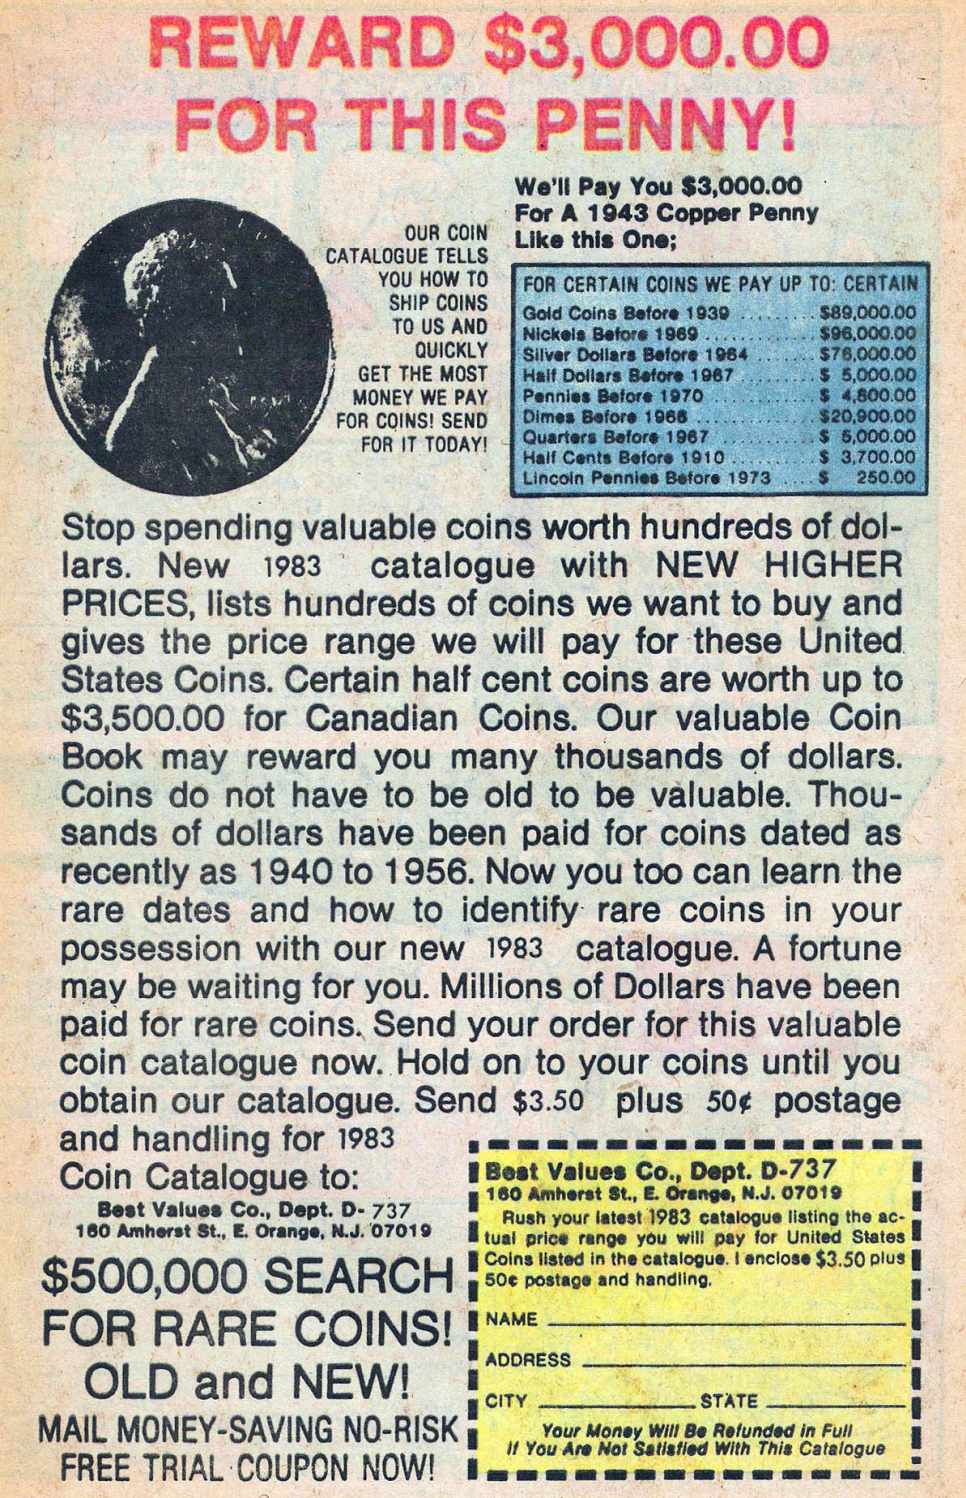 REWARD $3,000.00
FOR THIS PENNY!
We'll Pay You $3,000.00
For A 1943 Copper Penny
Like this One;
OUR COIN
CATALOGUE TELLS
YOU HOW TO
SHIP COINS
TO US AND
QUICKLY
GET THE MOST
MONEY WE PAY
FOR COINS! SEND
FOR IT TODAY!
FOR CERTAIN COINS WE PAY UP TO: CERTAIN
Gold Coins Before 1939 ......... $89,000.00
Nickels Before 1969 ............. $96,000.00
Silver Dollars Before 1964 ....... $76,000.00
Half Dollars Before 1967 ......... $ 5,000.00
Pennies Before 1970 ............. $ 4,800.00
Dimes Before 1966 .............. $20,900.00
Quarters Before 1967 ........... $ 5,000.00
Half Cents Before 1910 .......... $ 3,700.00
Lincoln Pennies Before 1973 .... $ 250.00
Stop spending valuable coins worth hundreds of dol-
lars. New 1983 catalogue with NEW HIGHER
PRICES, lists hundreds of coins we want to buy and
gives the price range we will pay for these United
States Coins. Certain half cent coins are worth up to
$3,500.00 for Canadian Coins. Our valuable Coin
Book may reward you many thousands of dollars.
Coins do not have to be old to be valuable. Thou-
sands of dollars have been paid for coins dated as
recently as 1940 to 1956. Now you too can learn the
rare dates and how to identify rare coins in your
possession with our new 1983 catalogue. A fortune
may be waiting for you. Millions of Dollars have been
paid for rare coins. Send your order for this valuable
coin catalogue now. Hold on to your coins until you
obtain our catalogue. Send $3.50 plus 50¢ postage
and handling for 1983
Coin Catalogue to:
Best Values Co., Dept. D- 737
160 Amherst St., E. Orange, N.J. 07019
$500,000 SEARCH
FOR RARE COINS!
OLD and NEW!
MAIL MONEY-SAVING NO-RISK
FREE TRIAL COUPON NOW!
Best Values Co., Dept. D-737
160 Amherst St., E. Orange, N.J. 07019
Rush your latest 1983 catalogue listing the ac-
tual price range you will pay for United States
Coins listed in the catalogue. I enclose $3.50 plus
50¢ postage and handling.
NAME
ADDRESS
CITY STATE
Your Money Will Be Refunded in Full
If You Are Not Satisfied With This Catalogue